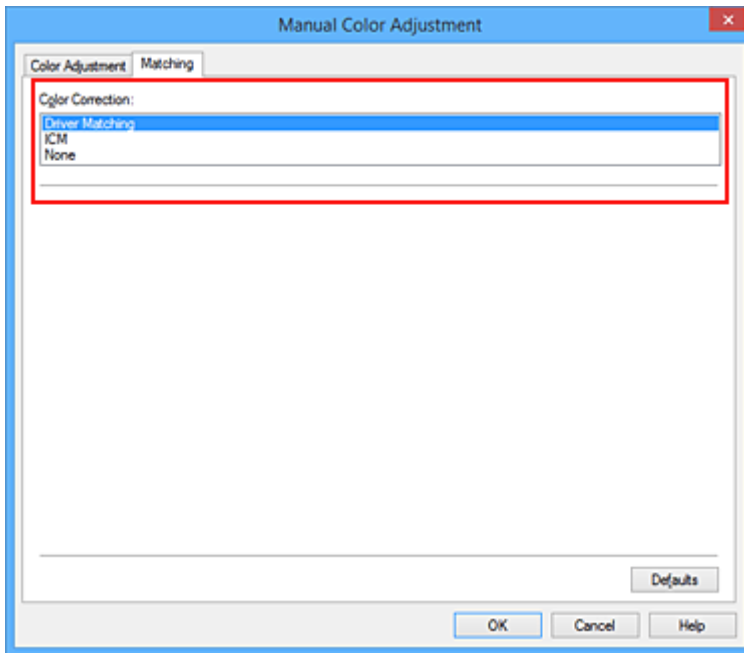 Manual Color Adjustment
Color Adjustment Matching
Color Correction:
Driver Matching
ICM
None
Defaults
OK Cancel Help